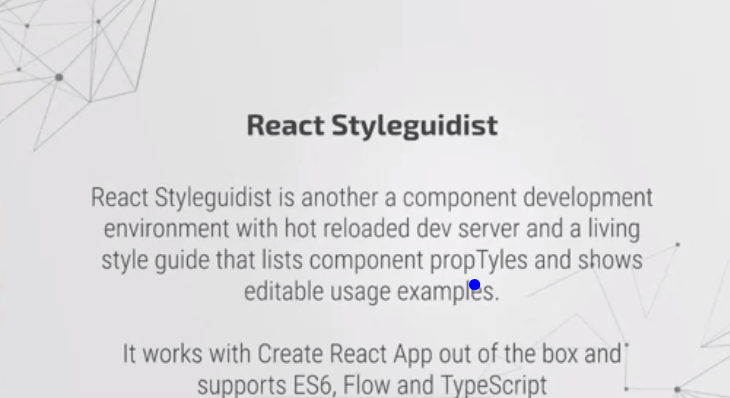 React Styleguidist
React Styleguidist is another a component development
environment with hot reloaded dev server and a living
style guide that lists component propTyles and shows
editable usage examples.
It works with Create React App out of the box and
supports ES6, Flow and TypeScript